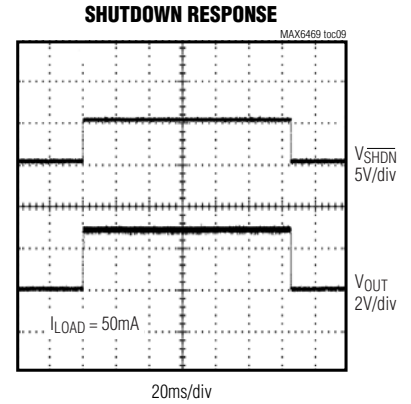 SHUTDOWN RESPONSE
MAX6469 toc09
VSHDN
5V/div
VOUT
2V/div
ILOAD = 50mA
20ms/div